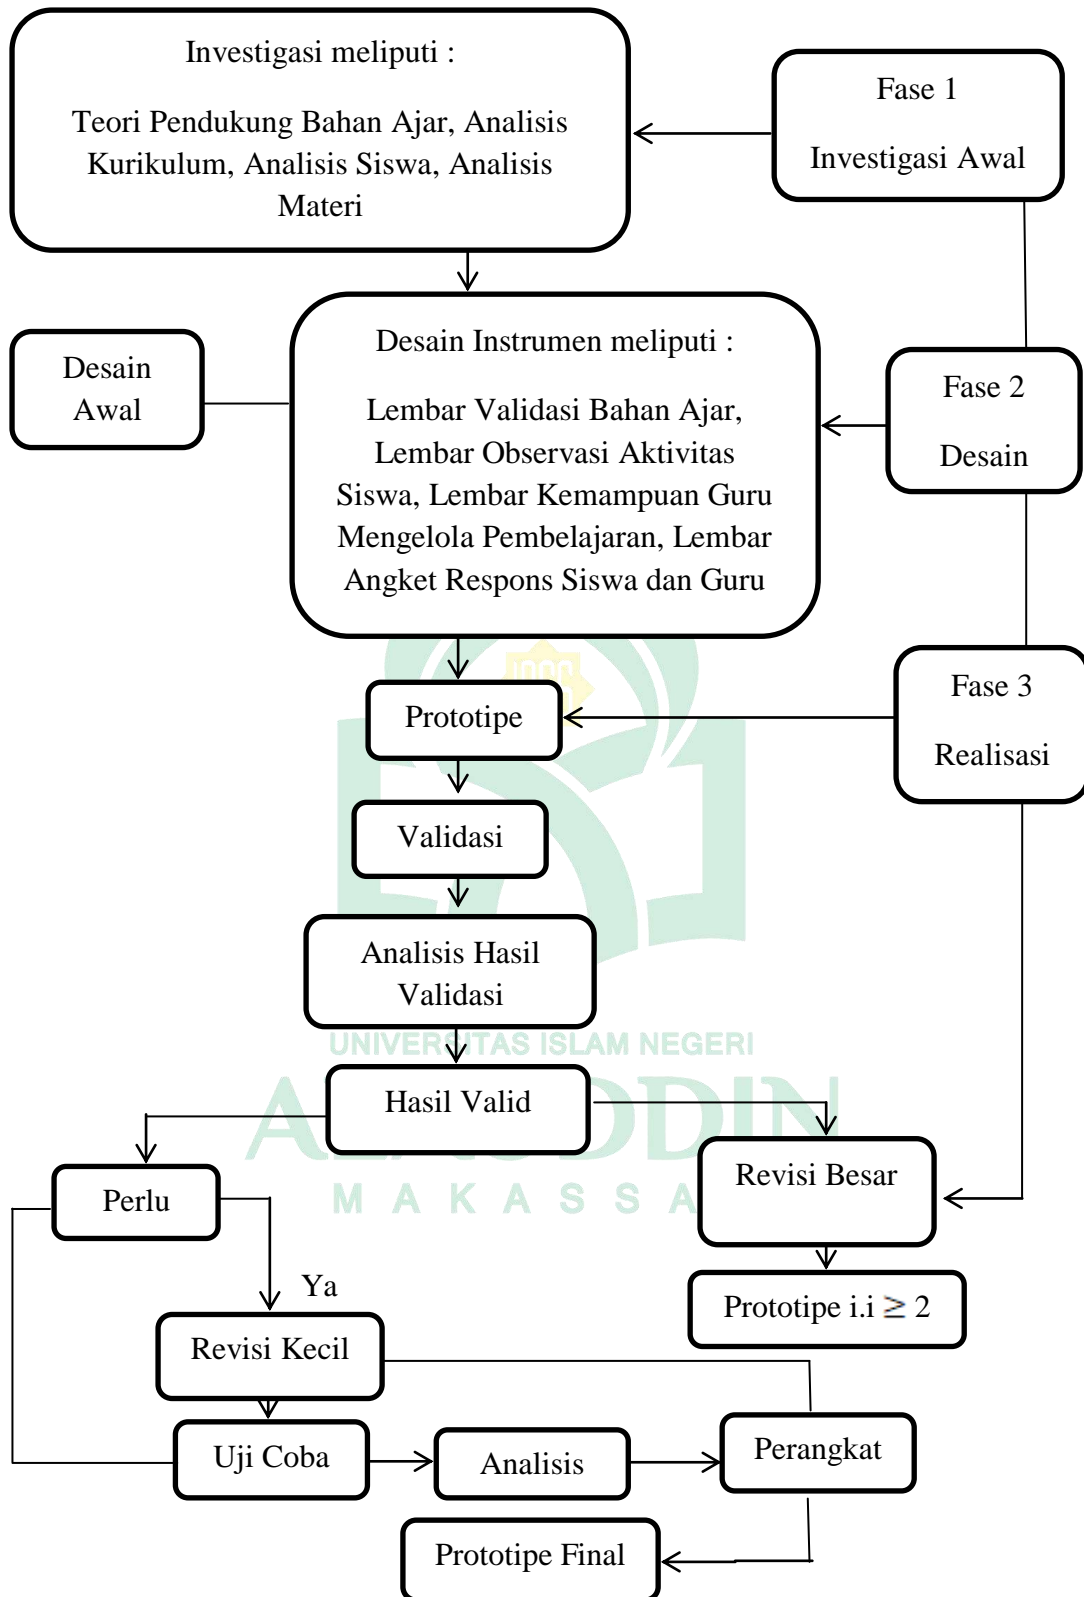 Investigasi meliputi :
Teori Pendukung Bahan Ajar, Analisis
Kurikulum, Analisis Siswa, Analisis
Materi
Fase 1
Investigasi Awal
Desain
Awal
Desain Instrumen meliputi :
Lembar Validasi Bahan Ajar,
Lembar Observasi Aktivitas
Siswa, Lembar Kemampuan Guru
Mengelola Pembelajaran, Lembar
Angket Respons Siswa dan Guru
Fase 2
Desain
Prototipe
Fase 3
Realisasi
Validasi
Analisis Hasil
Validasi
UNIVERSITAS ISLAM NEGERI
Hasil Valid
Perlu
Revisi Besar
Ya
Prototipe i.i ≥ 2
Revisi Kecil
Uji Coba
Analisis
Perangkat
Prototipe Final